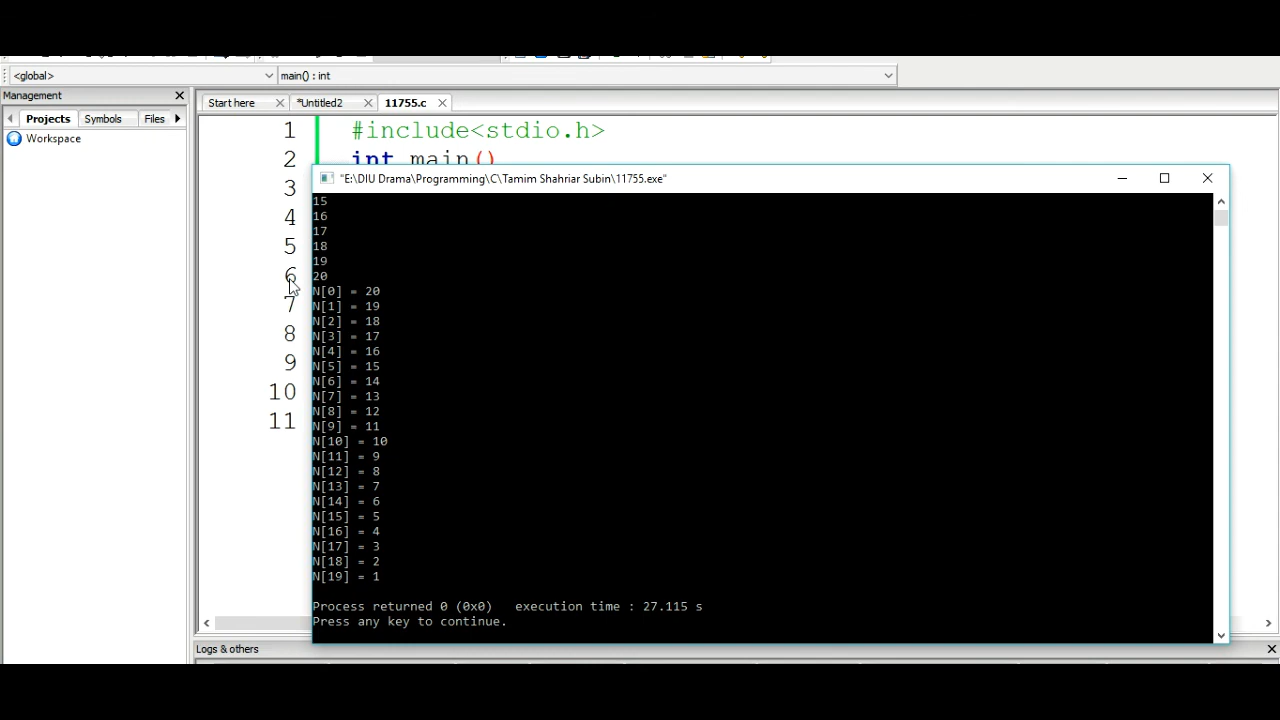 <global>
main() : int
Management
Start here
*Untitled2
11755.c
Projects
Symbols
Files
Workspace
1 #include<stdio.h>
2 int main()
3
4
5
6
7
8
9
10
11
"E:\DIU Drama\Programming\C\Tamim Shahriar Subin\11755.exe"
15
16
17
18
19
20
N[0] = 20
N[1] = 19
N[2] = 18
N[3] = 17
N[4] = 16
N[5] = 15
N[6] = 14
N[7] = 13
N[8] = 12
N[9] = 11
N[10] = 10
N[11] = 9
N[12] = 8
N[13] = 7
N[14] = 6
N[15] = 5
N[16] = 4
N[17] = 3
N[18] = 2
N[19] = 1
Process returned 0 (0x0)   execution time : 27.115 s
Press any key to continue.
Logs & others